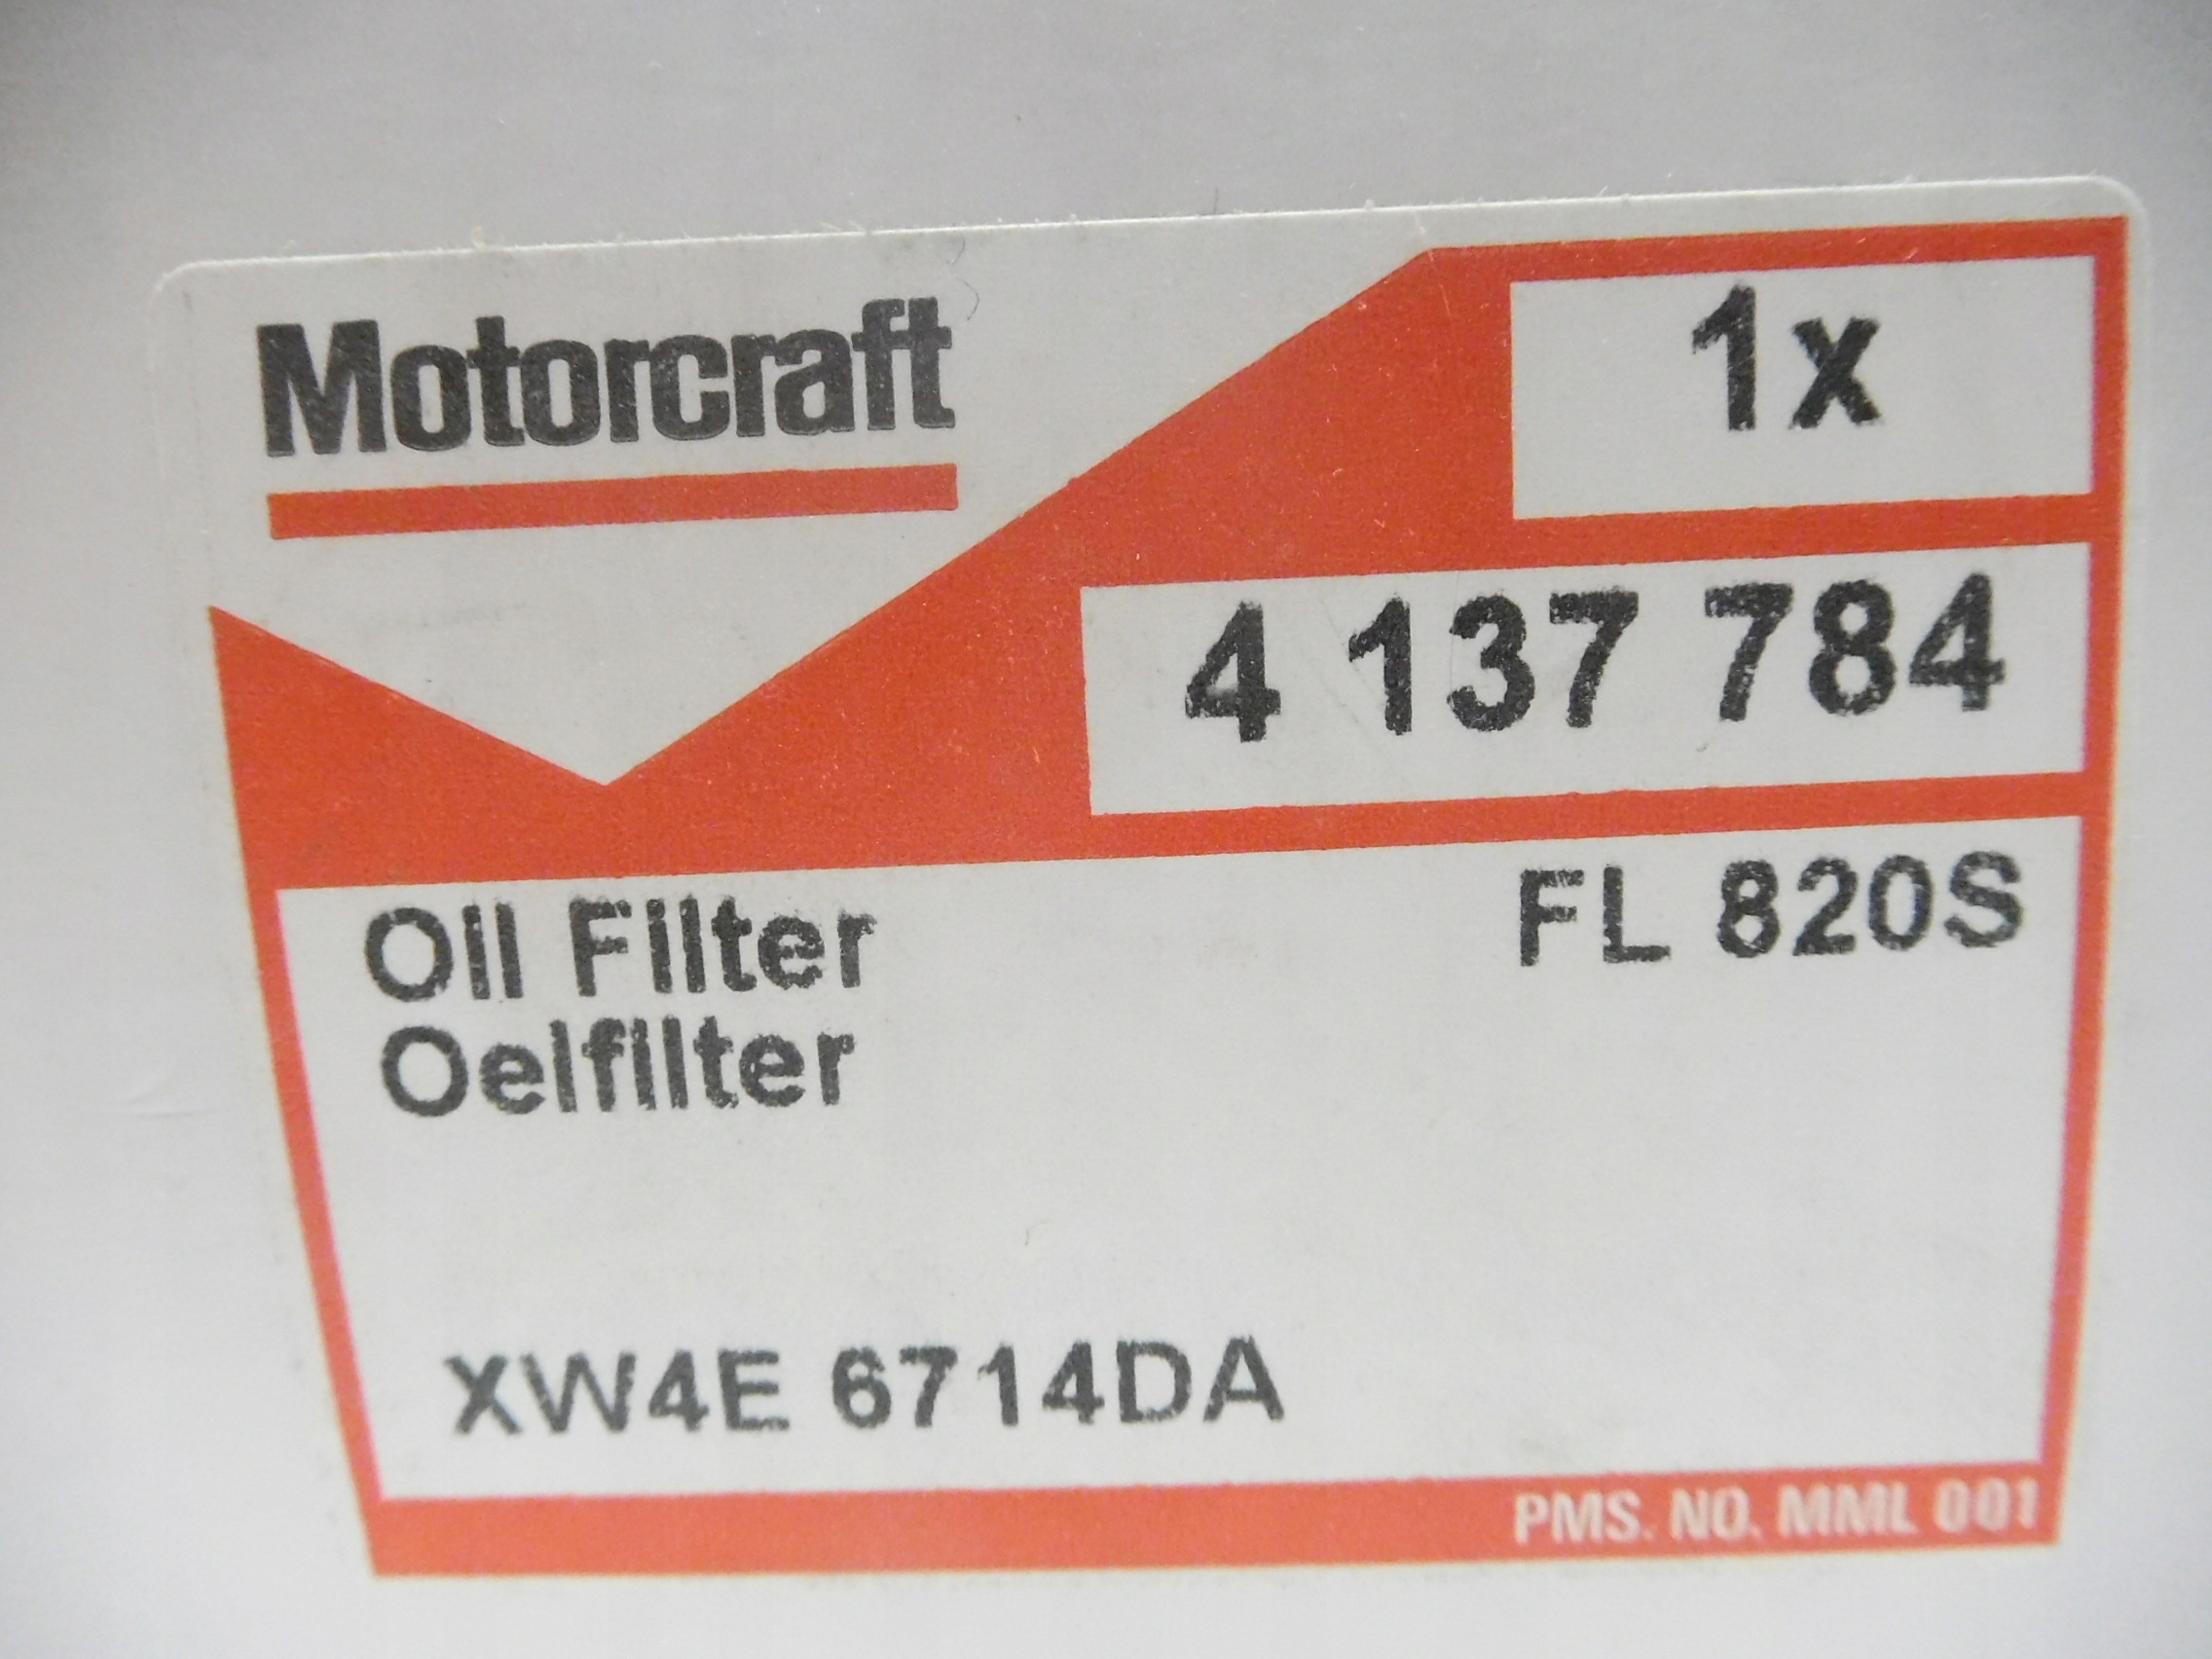 Motorcraft
1x
4 137 784
Oil Filter FL 820S
Oelfilter
XW4E 6714DA
PMS. NO. MML 001